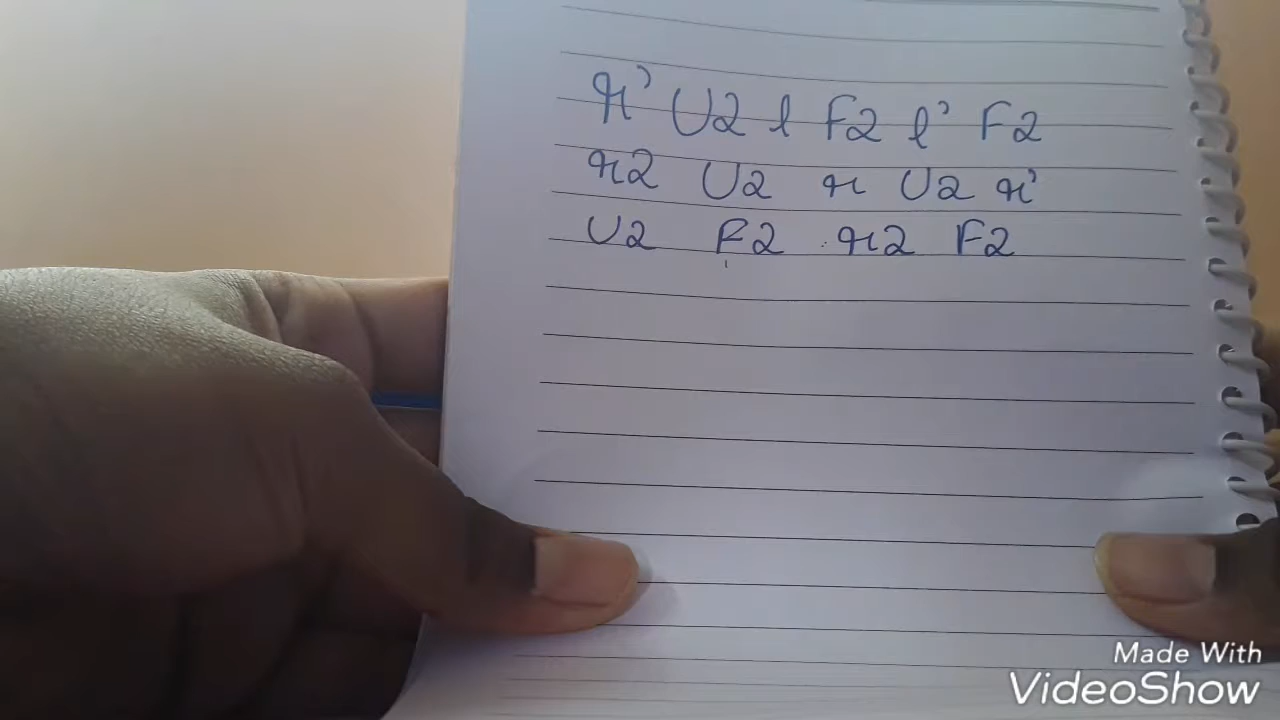 r' U2 l F2 l' F2
r2 U2 r U2 r'
U2 F2 r2 F2
Made With
VideoShow